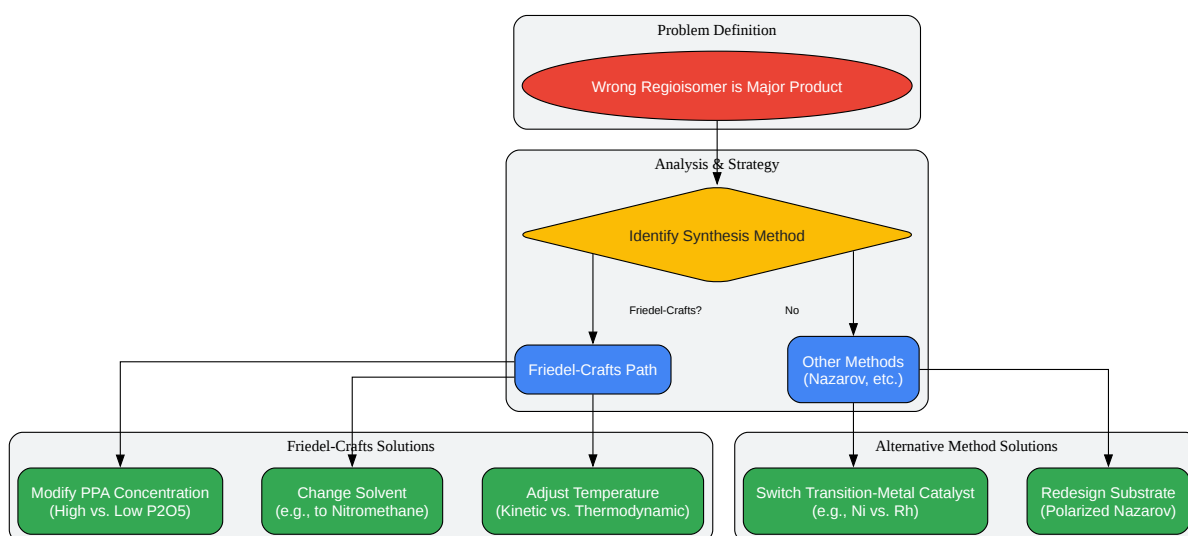 Problem Definition
Wrong Regioisomer is Major Product
Analysis & Strategy
Identify Synthesis Method
Friedel-Crafts?
No
Friedel-Crafts Path
Other Methods
(Nazarov, etc.)
Friedel-Crafts Solutions
Alternative Method Solutions
Modify PPA Concentration
(High vs. Low P2O5)
Change Solvent
(e.g., to Nitromethane)
Adjust Temperature
(Kinetic vs. Thermodynamic)
Switch Transition-Metal Catalyst
(e.g., Ni vs. Rh)
Redesign Substrate
(Polarized Nazarov)